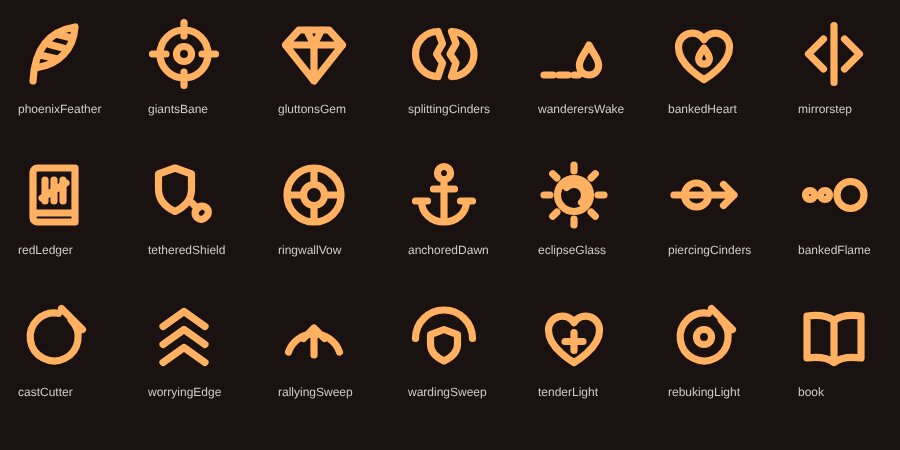 phoenixFeather giantsBane gluttonsGem splittingCinders wanderersWake bankedHeart mirrorstep
redLedger tetheredShield ringwallVow anchoredDawn eclipseGlass piercingCinders bankedFlame
castCutter worryingEdge rallyingSweep wardingSweep tenderLight rebukingLight book